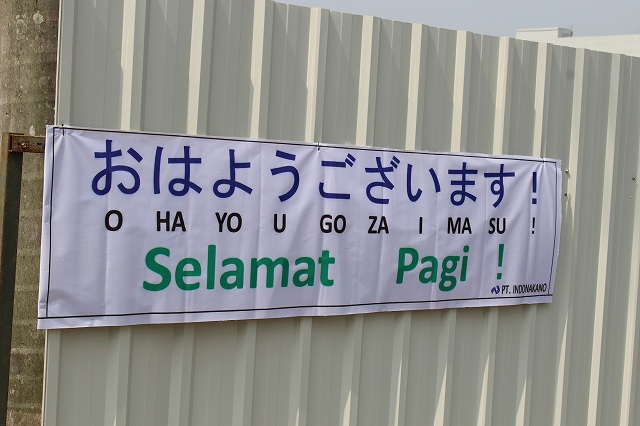 おはようございます!
O HA YO U GO ZA I MA SU !
Selamat Pagi !
PT. INDONAKANO